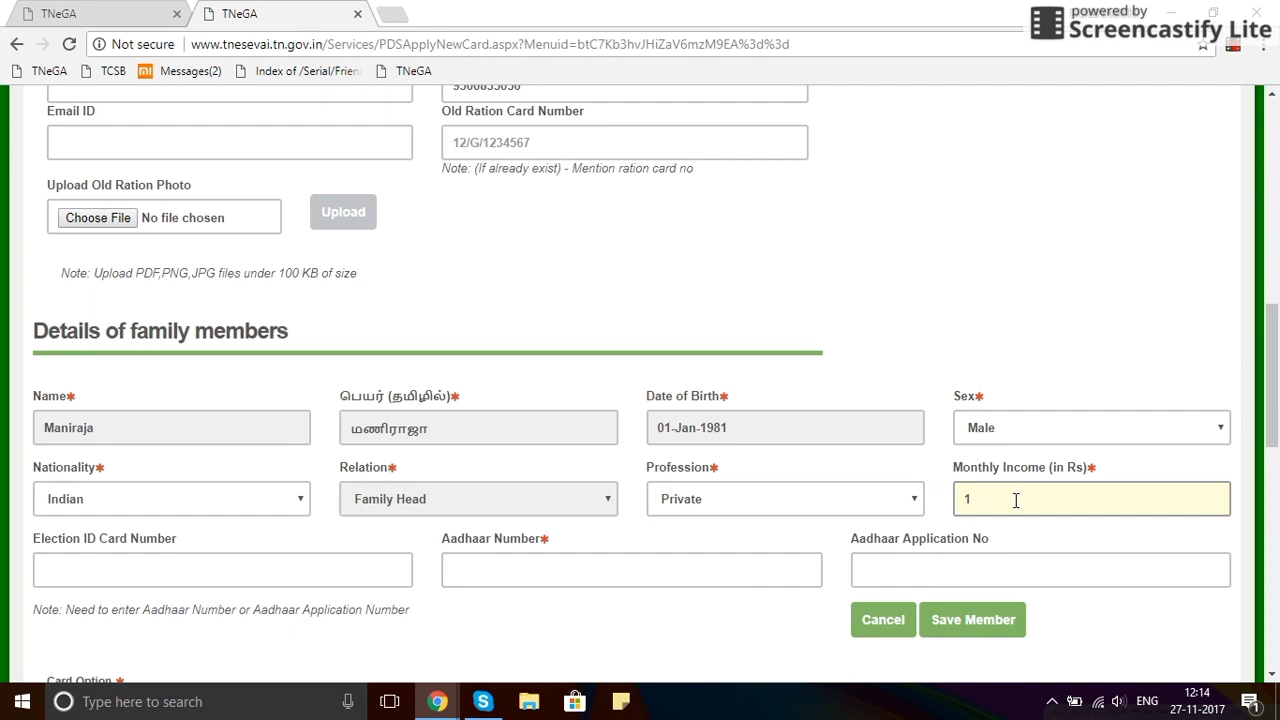 TNeGA
TNeGA
powered by
Screencastify Lite
Not secure www.tnesevai.tn.gov.in/Services/PDSApplyNewCard.aspx?Menuid=btC7Kb3hvJHiZaV6mzM9EA%3d%3d
TNeGA TCSB Messages(2) Index of /Serial/Frien TNeGA
Email ID Old Ration Card Number
12/G/1234567
Note: (If already exist) - Mention ration card no
Upload Old Ration Photo
Choose File No file chosen Upload
Note: Upload PDF,PNG,JPG files under 100 KB of size
Details of family members
Name* பெயர் (தமிழில்)* Date of Birth* Sex*
Maniraja மணிராஜா 01-Jan-1981 Male
Nationality* Relation* Profession* Monthly Income (in Rs)*
Indian Family Head Private 1
Election ID Card Number Aadhaar Number* Aadhaar Application No
Note: Need to enter Aadhaar Number or Aadhaar Application Number
Cancel Save Member
Card Option *
Type here to search
ENG
12:14
27-11-2017
1